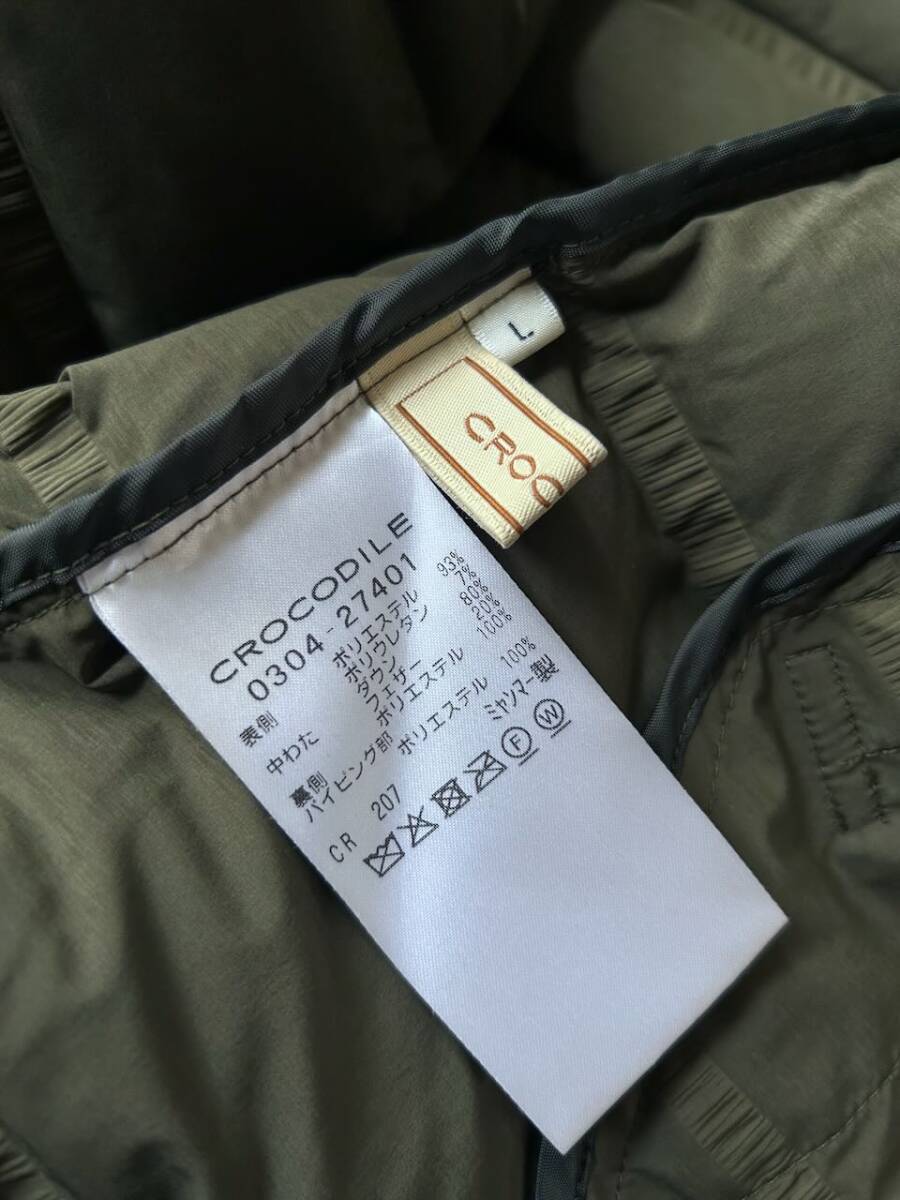 L
CROC
CROCODILE
0304-27401
表側 ポリエステル 93%
ポリウレタン 7%
中わた ダウン 80%
フェザー 20%
裏側 ポリエステル 100%
パイピング部 ポリエステル 100%
CR 207 ミャンマー製
F W